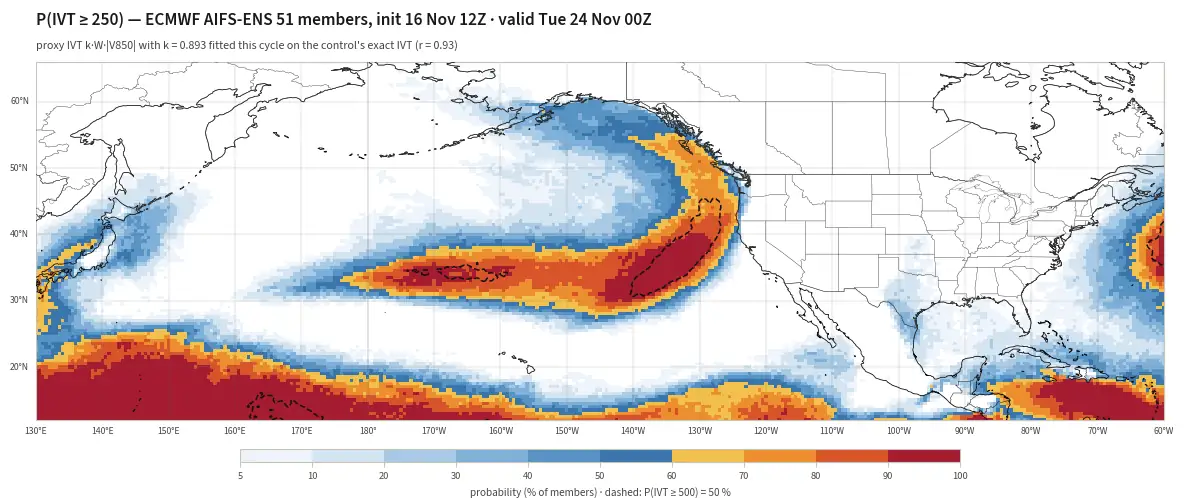 P(IVT ≥ 250) — ECMWF AIFS-ENS 51 members, init 16 Nov 12Z · valid Tue 24 Nov 00Z
proxy IVT k·W·|V850| with k = 0.893 fitted this cycle on the control's exact IVT (r = 0.93)
60°N
50°N
40°N
30°N
20°N
130°E 140°E 150°E 160°E 170°E 180° 170°W 160°W 150°W 140°W 130°W 120°W 110°W 100°W 90°W 80°W 70°W 60°W
5 10 20 30 40 50 60 70 80 90 100
probability (% of members) · dashed: P(IVT ≥ 500) = 50 %